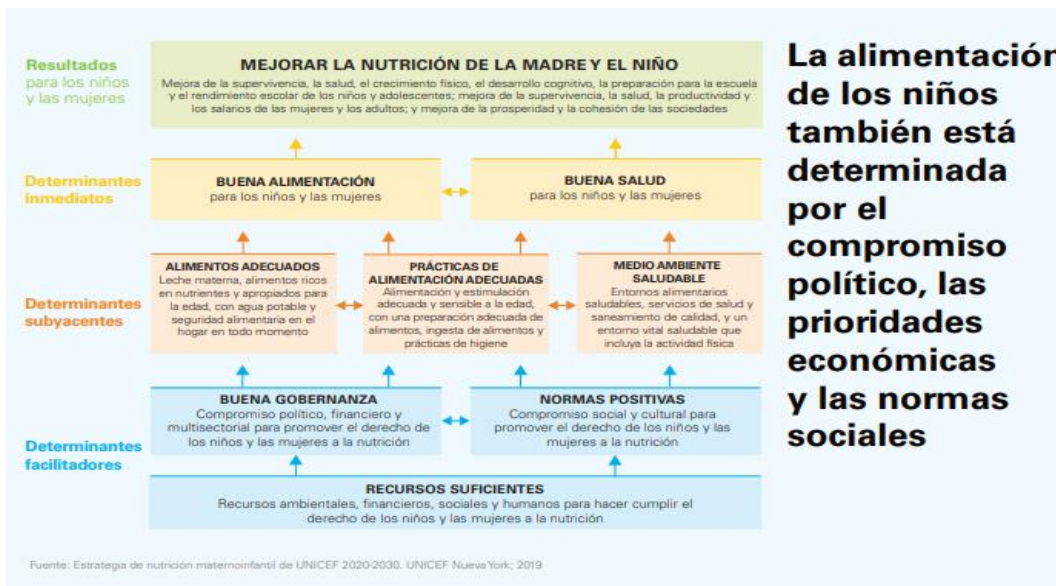 Resultados
para los niños
y las mujeres
MEJORAR LA NUTRICIÓN DE LA MADRE Y EL NIÑO
Mejora de la supervivencia, la salud, el crecimiento físico, el desarrollo cognitivo, la preparación para la escuela
y el rendimiento escolar de los niños y adolescentes; mejora de la supervivencia, la salud, la productividad y
los salarios de las mujeres y los adultos; y mejora de la prosperidad y la cohesión de las sociedades
Determinantes
inmediatos
BUENA ALIMENTACIÓN
para los niños y las mujeres
BUENA SALUD
para los niños y las mujeres
Determinantes
subyacentes
ALIMENTOS ADECUADOS
Leche materna, alimentos ricos
en nutrientes y apropiados para
la edad, con agua potable y
seguridad alimentaria en el
hogar en todo momento
PRÁCTICAS DE
ALIMENTACIÓN ADECUADAS
Alimentación y estimulación
adecuada y sensible a la edad,
con una preparación adecuada de
alimentos, ingesta de alimentos y
prácticas de higiene
MEDIO AMBIENTE
SALUDABLE
Entornos alimentarios
saludables, servicios de salud y
saneamiento de calidad, y un
entorno vital saludable que
incluya la actividad física
Determinantes
facilitadores
BUENA GOBERNANZA
Compromiso político, financiero y
multisectorial para promover el derecho de
los niños y las mujeres a la nutrición
NORMAS POSITIVAS
Compromiso social y cultural para
promover el derecho de los niños y las
mujeres a la nutrición
RECURSOS SUFICIENTES
Recursos ambientales, financieros, sociales y humanos para hacer cumplir el
derecho de los niños y las mujeres a la nutrición
La alimentación
de los niños
también está
determinada
por el
compromiso
político, las
prioridades
económicas
y las normas
sociales
Fuente: Estrategia de nutrición maternoinfantil de UNICEF 2020-2030. UNICEF Nueva York; 2019